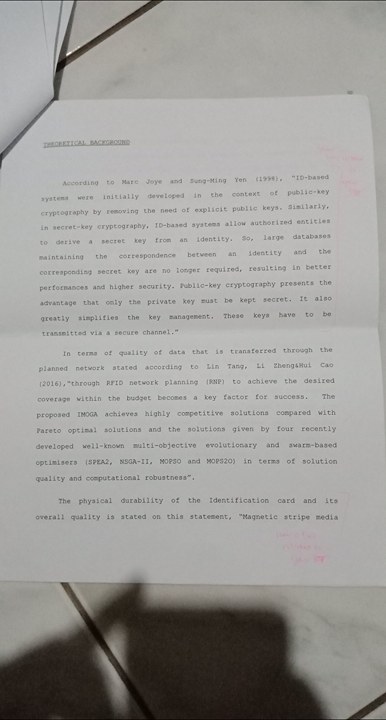 THEORETICAL BACKGROUND
According to Marc Joye and Sung-Ming Yen (1998), "ID-based
systems were initially developed in the context of public-key
cryptography by removing the need of explicit public keys. Similarly,
in secret-key cryptography, ID-based systems allow authorized entities
to derive a secret key from an identity. So, large databases
maintaining the correspondence between an identity and the
corresponding secret key are no longer required, resulting in better
performances and higher security. Public-key cryptography presents the
advantage that only the private key must be kept secret. It also
greatly simplifies the key management. These keys have to be
transmitted via a secure channel."
In terms of quality of data that is transferred through the
planned network stated according to Lin Tang, Li Zheng&Hui Cao
(2016),"through RFID network planning (RNP) to achieve the desired
coverage within the budget becomes a key factor for success. The
proposed IMOGA achieves highly competitive solutions compared with
Pareto optimal solutions and the solutions given by four recently
developed well-known multi-objective evolutionary and swarm-based
optimisers (SPEA2, NSGA-II, MOPSO and MOPS2O) in terms of solution
quality and computational robustness".
The physical durability of the Identification card and its
overall quality is stated on this statement, "Magnetic stripe media